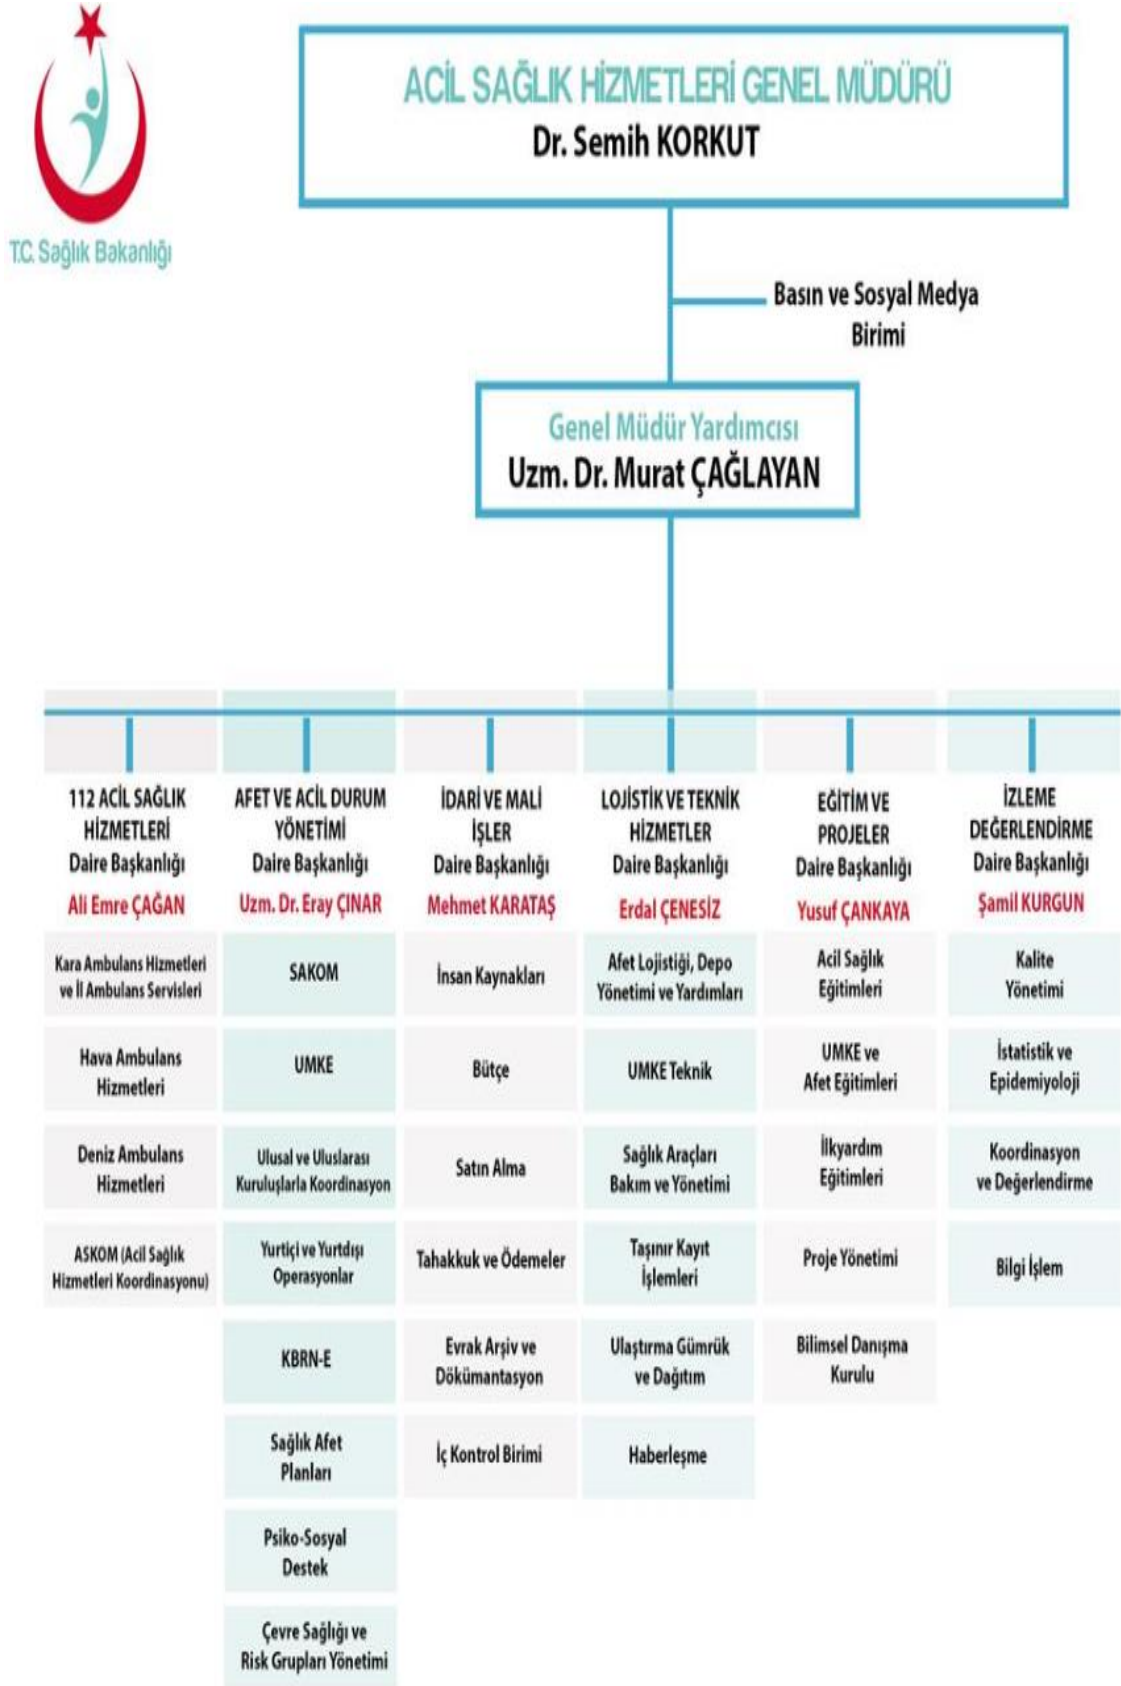 T.C. Sağlık Bakanlığı
ACİL SAĞLIK HİZMETLERİ GENEL MÜDÜRÜ
Dr. Semih KORKUT
Basın ve Sosyal Medya
Birimi
Genel Müdür Yardımcısı
Uzm. Dr. Murat ÇAĞLAYAN
112 ACİL SAĞLIK
HİZMETLERİ
Daire Başkanlığı
Ali Emre ÇAĞAN
Kara Ambulans Hizmetleri
ve İl Ambulans Servisleri
Hava Ambulans
Hizmetleri
Deniz Ambulans
Hizmetleri
ASKOM (Acil Sağlık
Hizmetleri Koordinasyonu)
AFET VE ACİL DURUM
YÖNETİMİ
Daire Başkanlığı
Uzm. Dr. Eray ÇINAR
SAKOM
UMKE
Ulusal ve Uluslarası
Kuruluşlarla Koordinasyon
Yurtiçi ve Yurtdışı
Operasyonlar
KBRN-E
Sağlık Afet
Planları
Psiko-Sosyal
Destek
Çevre Sağlığı ve
Risk Grupları Yönetimi
İDARİ VE MALİ
İŞLER
Daire Başkanlığı
Mehmet KARATAŞ
İnsan Kaynakları
Bütçe
Satın Alma
Tahakkuk ve Ödemeler
Evrak Arşiv ve
Dökümantasyon
İç Kontrol Birimi
LOJİSTİK VE TEKNİK
HİZMETLER
Daire Başkanlığı
Erdal ÇENESİZ
Afet Lojistiği, Depo
Yönetimi ve Yardımları
UMKE Teknik
Sağlık Araçları
Bakım ve Yönetimi
Taşınır Kayıt
İşlemleri
Ulaştırma Gümrük
ve Dağıtım
Haberleşme
EĞİTİM VE
PROJELER
Daire Başkanlığı
Yusuf ÇANKAYA
Acil Sağlık
Eğitimleri
UMKE ve
Afet Eğitimleri
İlkyardım
Eğitimleri
Proje Yönetimi
Bilimsel Danışma
Kurulu
İZLEME
DEĞERLENDİRME
Daire Başkanlığı
Şamil KURGUN
Kalite
Yönetimi
İstatistik ve
Epidemiyoloji
Koordinasyon
ve Değerlendirme
Bilgi İşlem